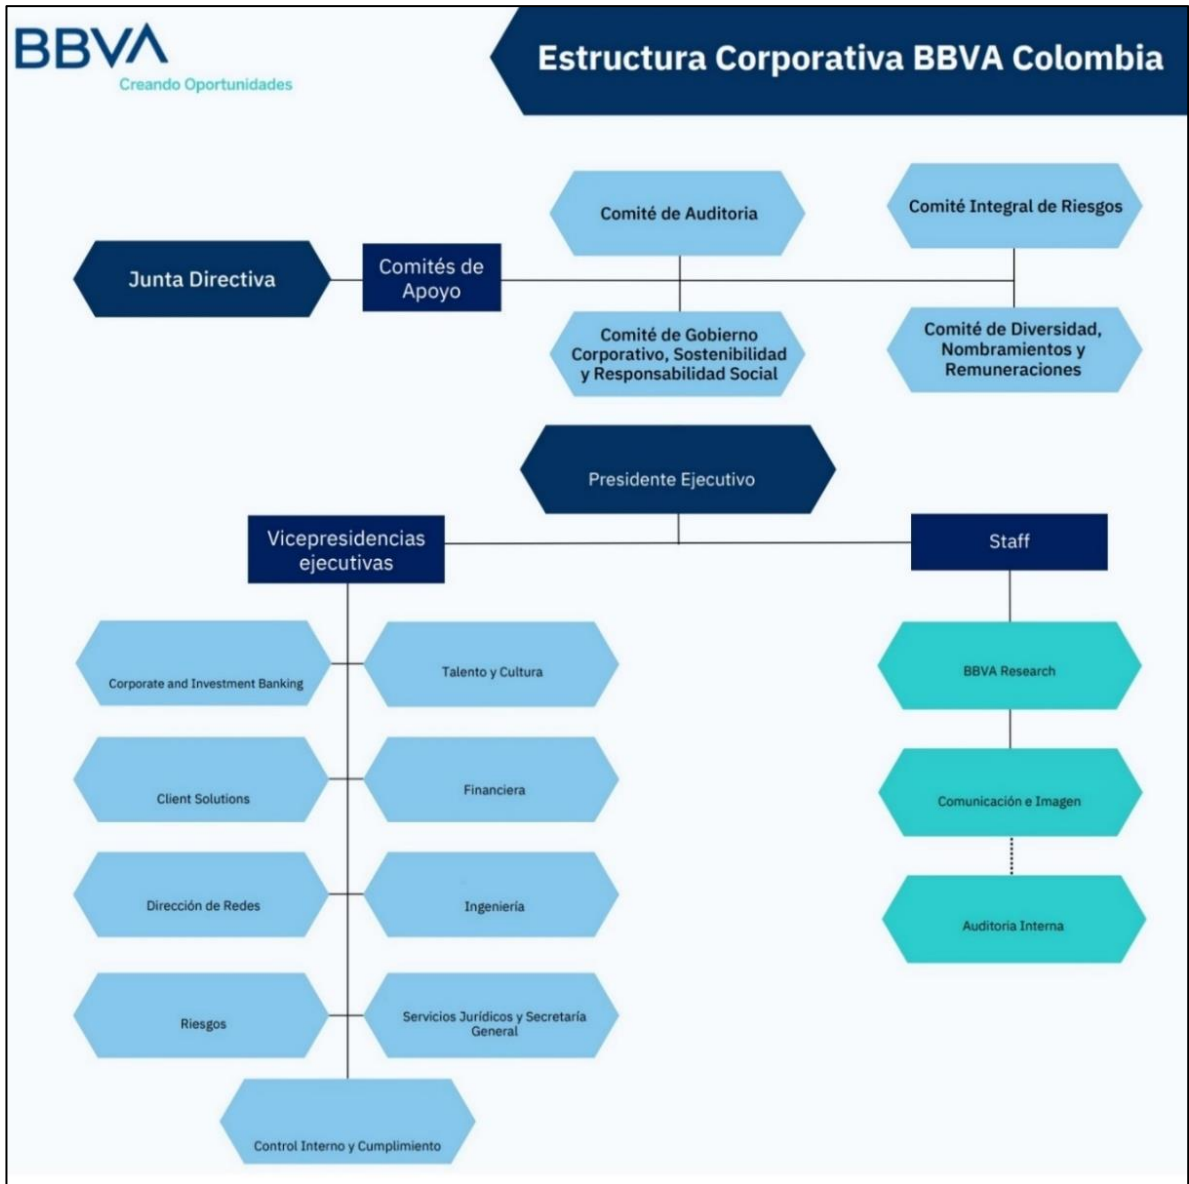 BBVA
Creando Oportunidades
Estructura Corporativa BBVA Colombia
Comité de Auditoria
Comité Integral de Riesgos
Junta Directiva
Comités de
Apoyo
Comité de Gobierno
Corporativo, Sostenibilidad
y Responsabilidad Social
Comité de Diversidad,
Nombramientos y
Remuneraciones
Presidente Ejecutivo
Vicepresidencias
ejecutivas
Staff
Corporate and Investment Banking
Talento y Cultura
BBVA Research
Client Solutions
Financiera
Comunicación e Imagen
Dirección de Redes
Ingeniería
Auditoria Interna
Riesgos
Servicios Jurídicos y Secretaría
General
Control Interno y Cumplimiento